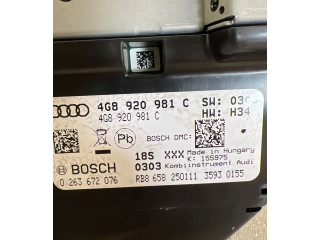 4G8 920 981 C SW: 03
4G8 920 981 C HW: H34
Pb BOSCH DMC:
18S XXX Made in Hungary
K: 155975
BOSCH 0303 Kombiinstrument Audi
0 263 672 076 RB8 658 250111 3593 0155